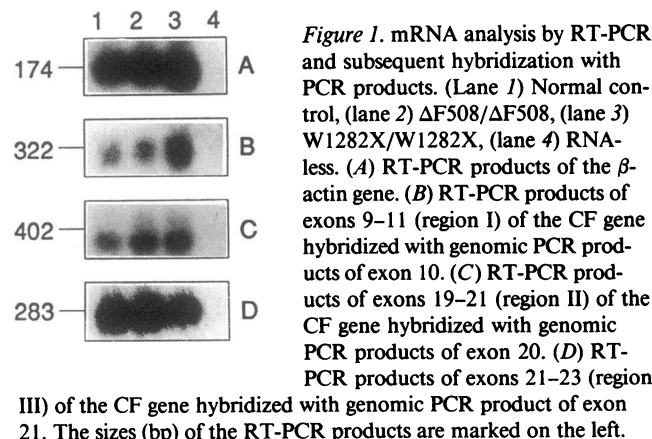 1 2 3 4
174
A
322
B
402
C
283
D
Figure 1. mRNA analysis by RT-PCR
and subsequent hybridization with
PCR products. (Lane 1) Normal con-
trol, (lane 2) ΔF508/ΔF508, (lane 3)
W1282X/W1282X, (lane 4) RNA-
less. (A) RT-PCR products of the β-
actin gene. (B) RT-PCR products of
exons 9–11 (region I) of the CF gene
hybridized with genomic PCR prod-
ucts of exon 10. (C) RT-PCR prod-
ucts of exons 19–21 (region II) of the
CF gene hybridized with genomic
PCR products of exon 20. (D) RT-
PCR products of exons 21–23 (region
III) of the CF gene hybridized with genomic PCR product of exon
21. The sizes (bp) of the RT-PCR products are marked on the left.